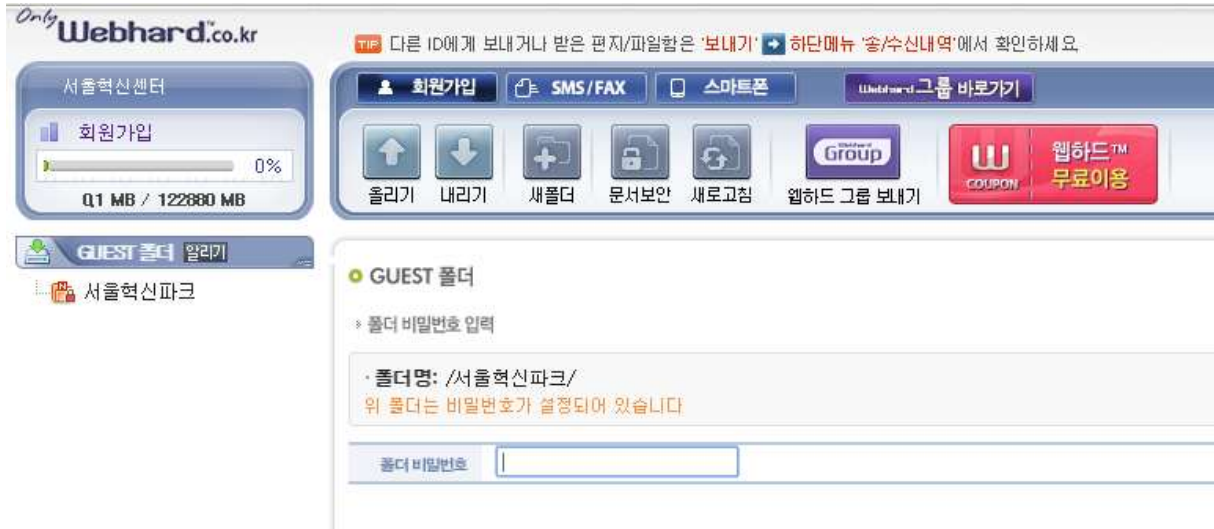 Only Webhard.co.kr
TIP 다른 ID에게 보내거나 받은 편지/파일함은 '보내기' 하단메뉴 '송/수신내역'에서 확인하세요.
서울혁신센터
회원가입
0%
0,1 MB / 122880 MB
회원가입 SMS/FAX 스마트폰 Webhard 그룹 바로가기
올리기 내리기 새폴더 문서보안 새로고침
Webhard Group
웹하드 그룹 보내기
W COUPON
웹하드™
무료이용
GUEST 폴더 알리기
서울혁신파크
GUEST 폴더
» 폴더 비밀번호 입력
· 폴더명: /서울혁신파크/
위 폴더는 비밀번호가 설정되어 있습니다
폴더 비밀번호